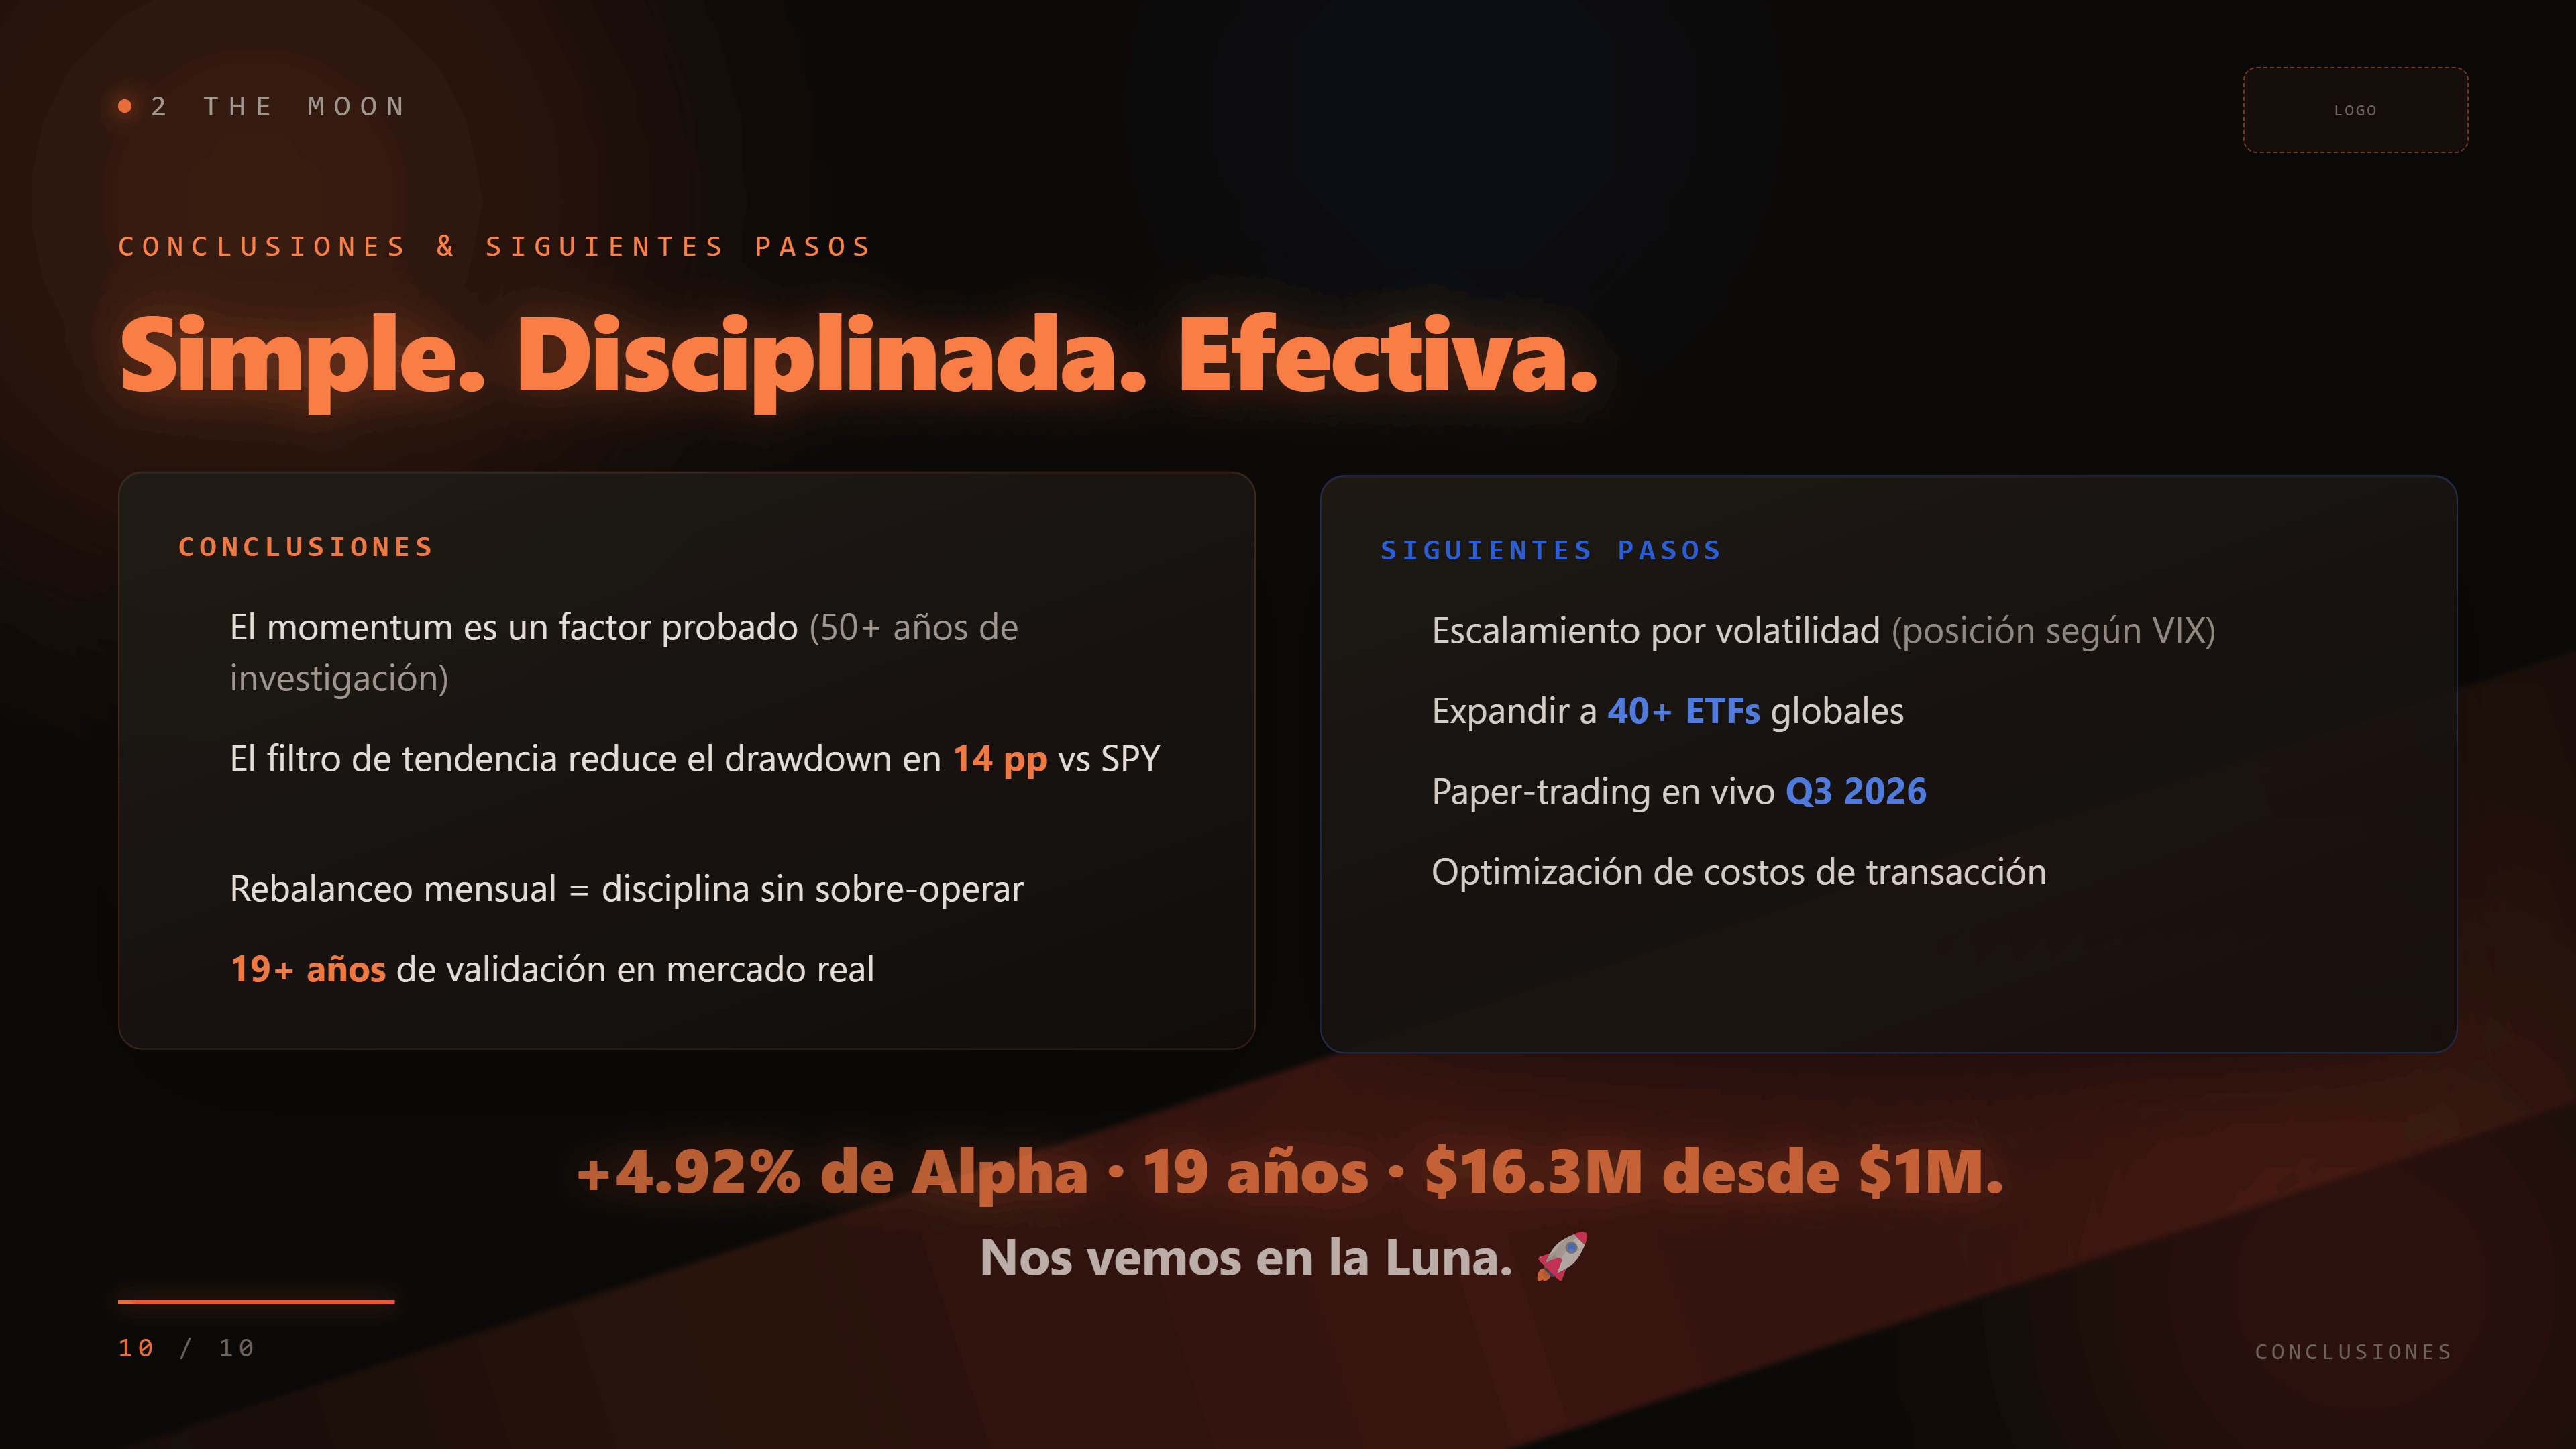 2 THE MOON
LOGO
CONCLUSIONES & SIGUIENTES PASOS
Simple. Disciplinada. Efectiva.
CONCLUSIONES
El momentum es un factor probado (50+ años de
investigación)
El filtro de tendencia reduce el drawdown en 14 pp vs SPY
Rebalanceo mensual = disciplina sin sobre-operar
19+ años de validación en mercado real
SIGUIENTES PASOS
Escalamiento por volatilidad (posición según VIX)
Expandir a 40+ ETFs globales
Paper-trading en vivo Q3 2026
Optimización de costos de transacción
+4.92% de Alpha · 19 años · $16.3M desde $1M.
Nos vemos en la Luna. 🚀
10 / 10
CONCLUSIONES